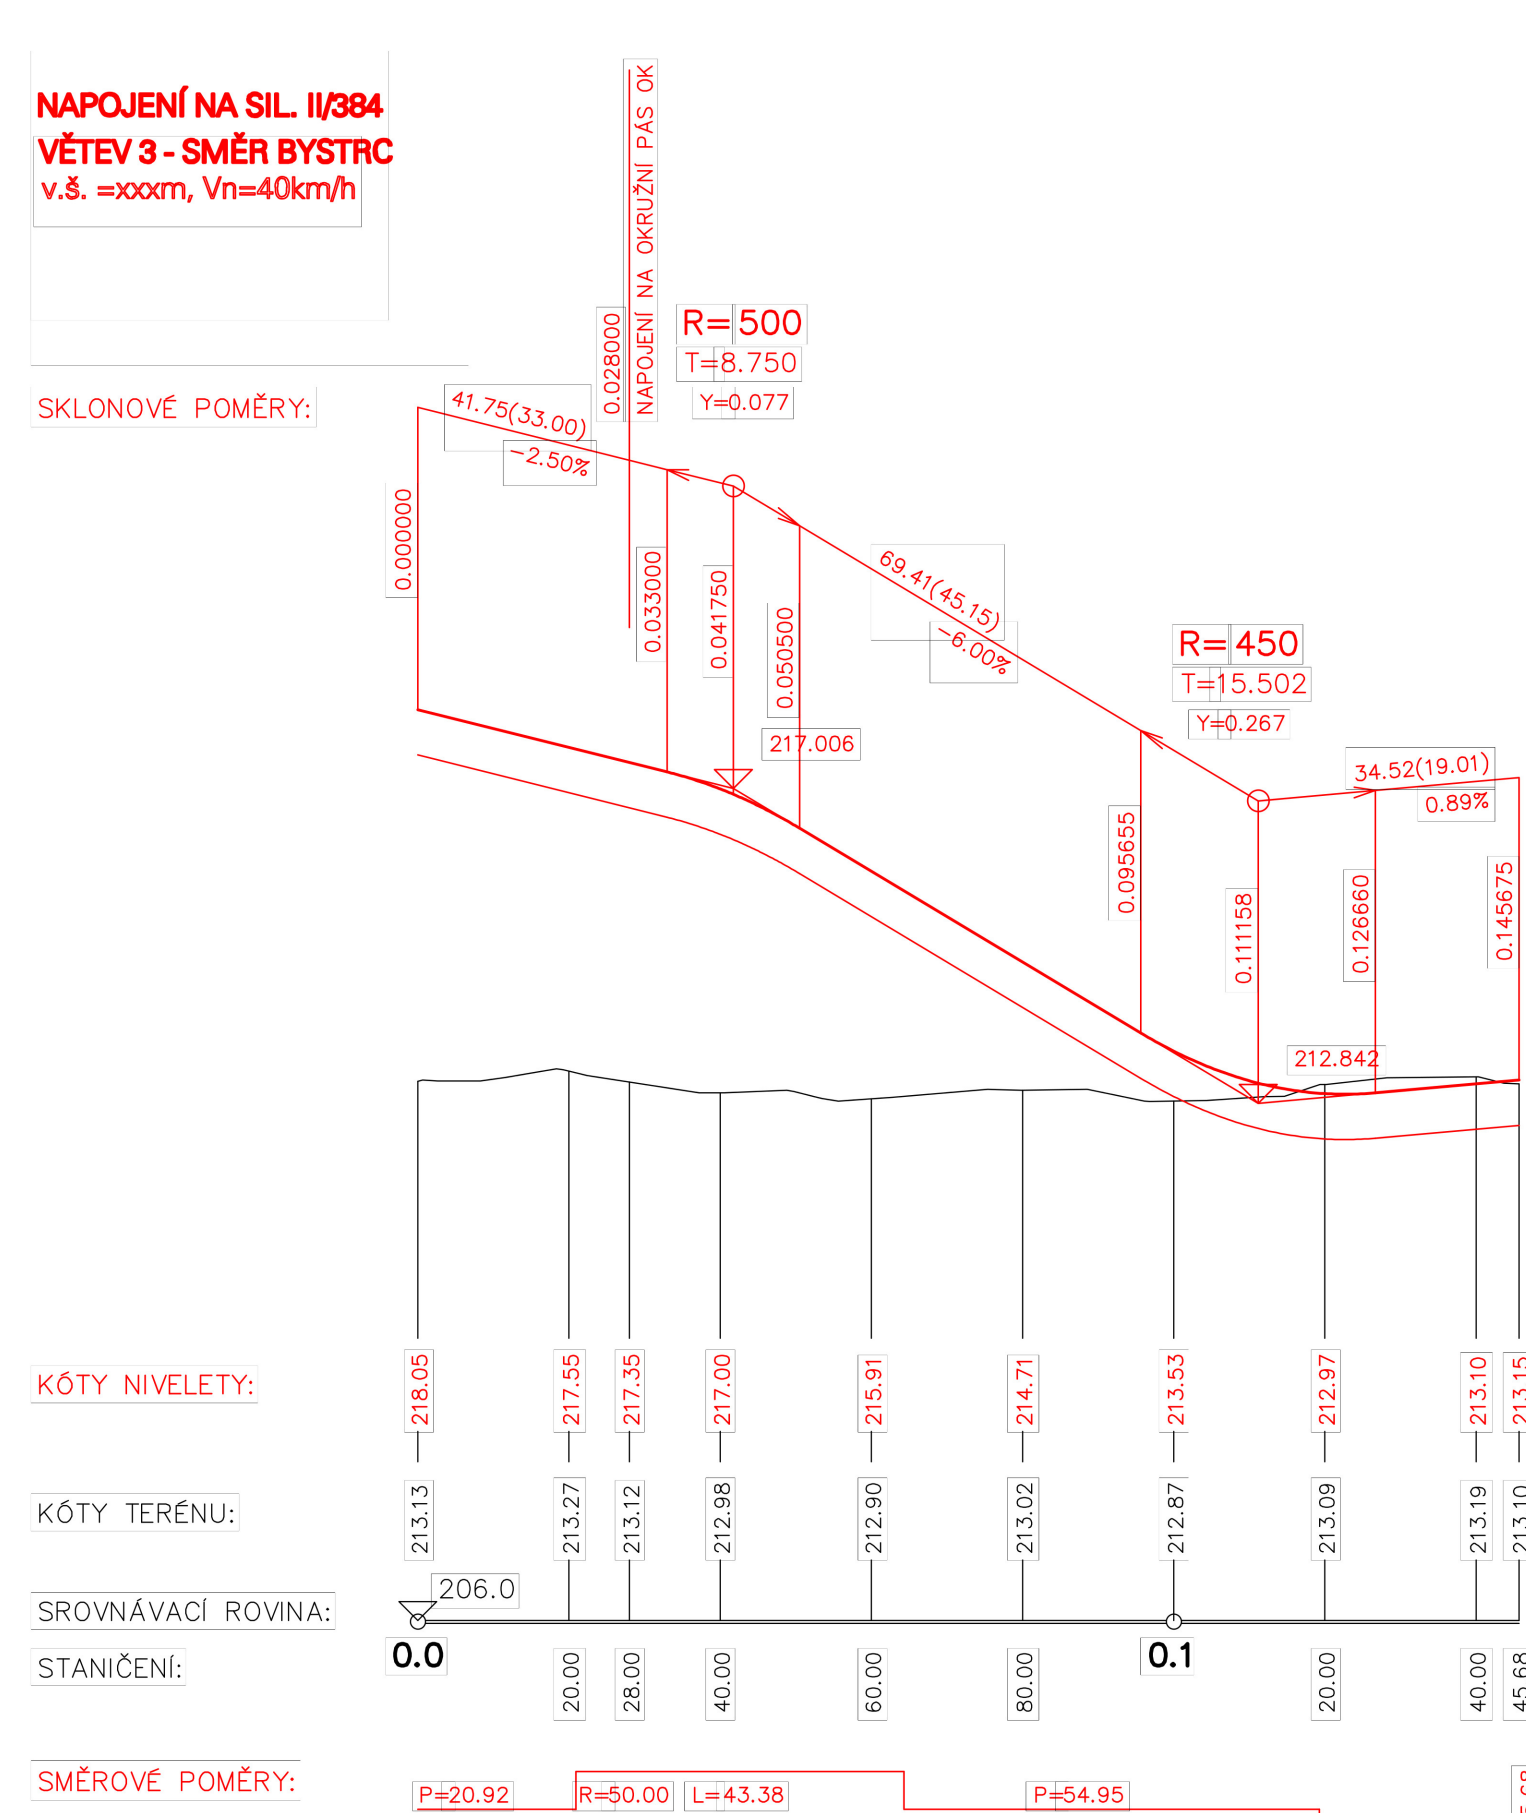 NAPOJENÍ NA SIL. II/384
VĚTEV 3 - SMĚR BYSTRC
v.š. =xxxm, Vn=40km/h
NAPOJENÍ NA OKRUŽNÍ PÁS OK
0.028000
R=500
T=8.750
Y=0.077
SKLONOVÉ POMĚRY:
41.75(33.00)
-2.50%
0.000000
0.033000
0.041750
0.050500
217.006
69.41(45.15)
-6.00%
R=450
T=15.502
Y=0.267
34.52(19.01)
0.89%
0.095655
0.111158
0.126660
0.145675
212.842
KÓTY NIVELETY:
218.05 217.55 217.35 217.00 215.91 214.71 213.53 212.97 213.10 213.15
KÓTY TERÉNU:
213.13 213.27 213.12 212.98 212.90 213.02 212.87 213.09 213.19 213.10
206.0
SROVNÁVACÍ ROVINA:
0.0 0.1
STANIČENÍ:
20.00 28.00 40.00 60.00 80.00 20.00 40.00 45.68
SMĚROVÉ POMĚRY:
P=20.92 R=50.00 L=43.38 P=54.95